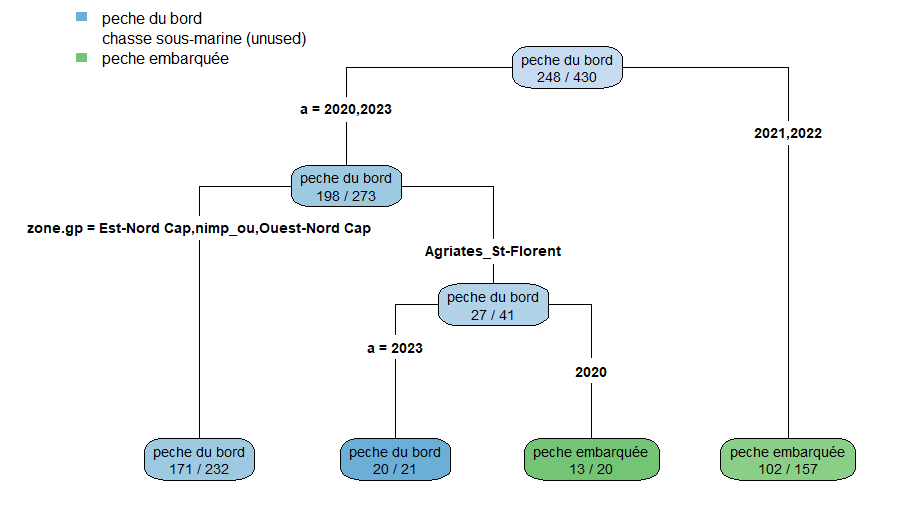 peche du bord
chasse sous-marine (unused)
peche embarquée
peche du bord
248 / 430
a = 2020,2023
2021,2022
peche du bord
198 / 273
zone.gp = Est-Nord Cap,nimp_ou,Ouest-Nord Cap
Agriates_St-Florent
peche du bord
27 / 41
a = 2023
2020
peche du bord
171 / 232
peche du bord
20 / 21
peche embarquée
13 / 20
peche embarquée
102 / 157